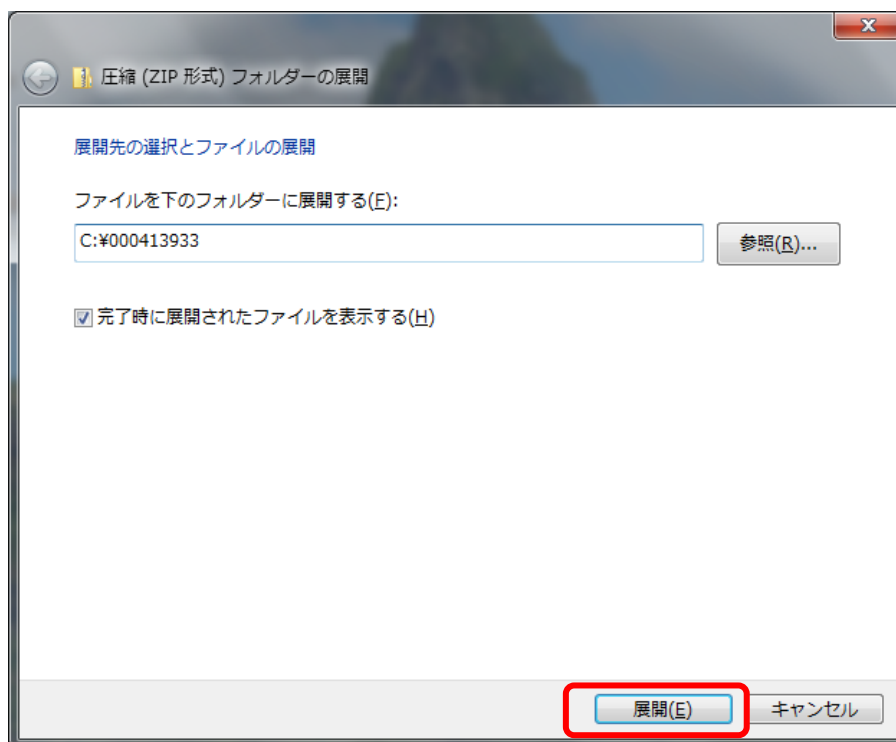 圧縮 (ZIP 形式) フォルダーの展開
展開先の選択とファイルの展開
ファイルを下のフォルダーに展開する(F):
C:¥000413933
参照(R)...
完了時に展開されたファイルを表示する(H)
展開(E)
キャンセル